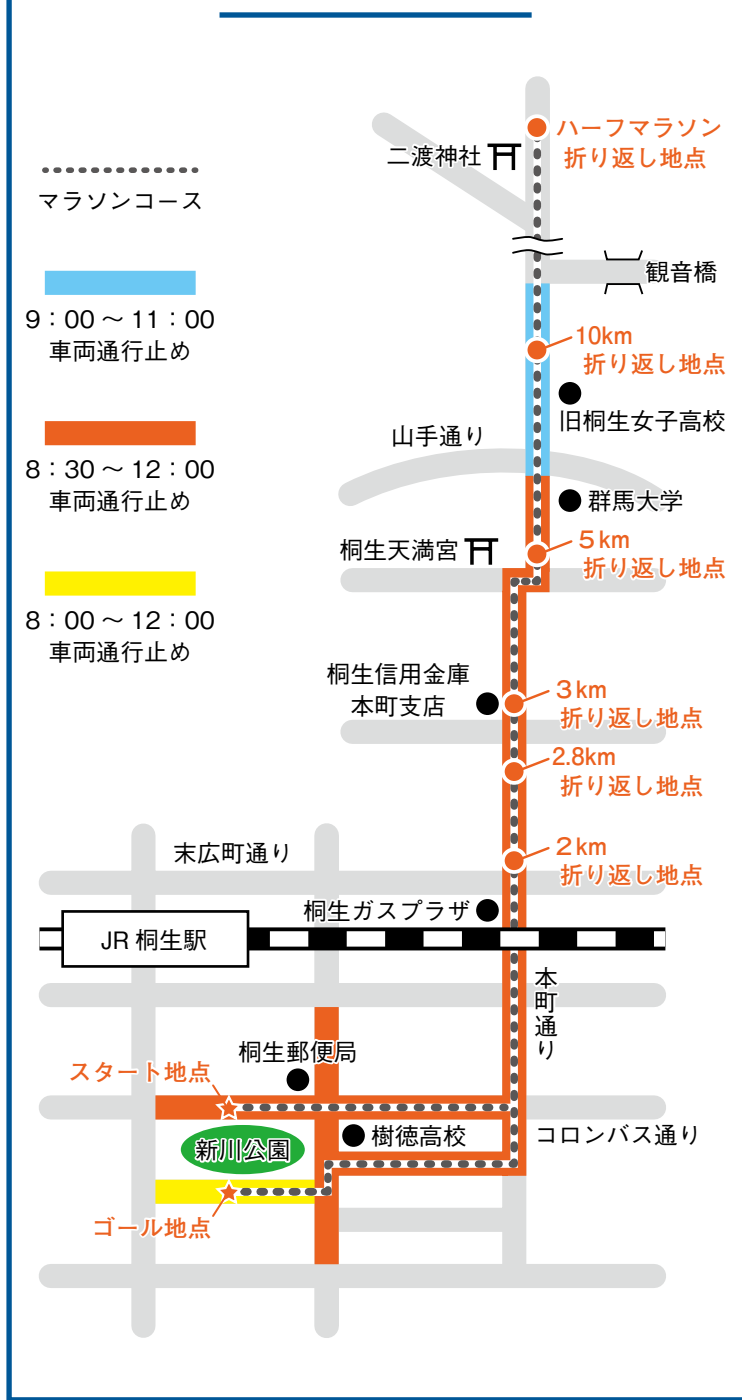 ハーフマラソン
折り返し地点
二渡神社
マラソンコース
観音橋
9：00 ～ 11：00
車両通行止め
10km
折り返し地点
旧桐生女子高校
山手通り
8：30 ～ 12：00
車両通行止め
群馬大学
桐生天満宮
5km
折り返し地点
8：00 ～ 12：00
車両通行止め
桐生信用金庫
本町支店
3km
折り返し地点
2.8km
折り返し地点
2km
折り返し地点
末広町通り
桐生ガスプラザ
JR 桐生駅
本町通り
桐生郵便局
スタート地点
樹徳高校
コロンバス通り
新川公園
ゴール地点